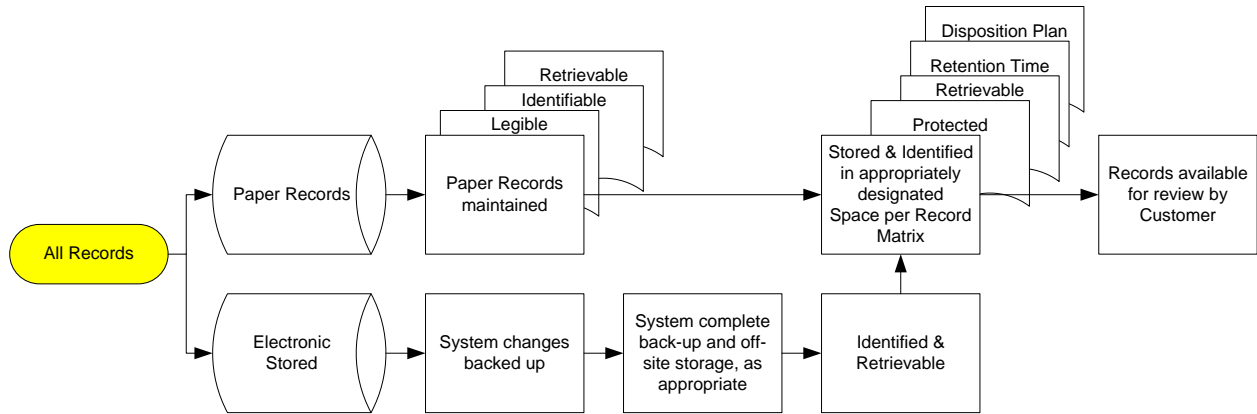 Disposition Plan
Retention Time
Retrievable
Protected
Retrievable
Identifiable
Legible
All Records
Paper Records
Paper Records
maintained
Stored & Identified
in appropriately
designated
Space per Record
Matrix
Records available
for review by
Customer
Electronic
Stored
System changes
backed up
System complete
back-up and off-
site storage, as
appropriate
Identified &
Retrievable